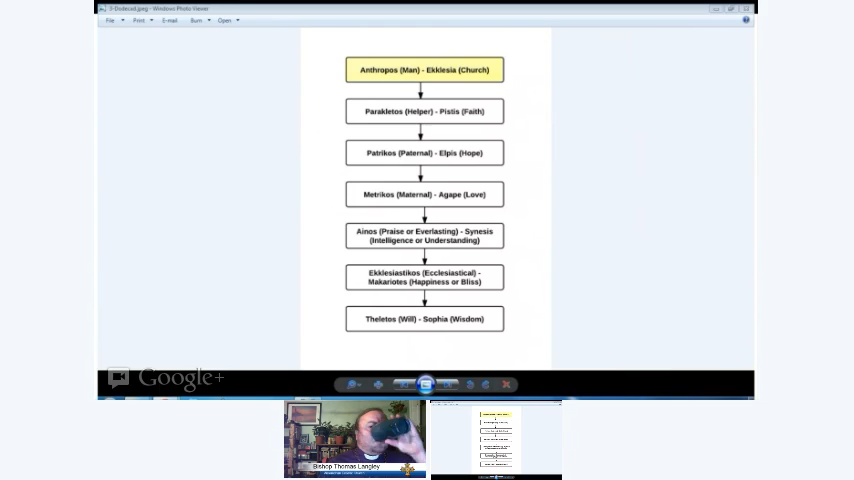 F-Dodecad.jpeg - Windows Photo Viewer
File Print E-mail Burn Open
Anthropos (Man) - Ekklesia (Church)
Parakletos (Helper) - Pistis (Faith)
Patrikos (Paternal) - Elpis (Hope)
Metrikos (Maternal) - Agape (Love)
Ainos (Praise or Everlasting) - Synesis
(Intelligence or Understanding)
Ekklesiastikos (Ecclesiastical) -
Makariotes (Happiness or Bliss)
Theletos (Will) - Sophia (Wisdom)
Google+
Bishop Thomas Langley